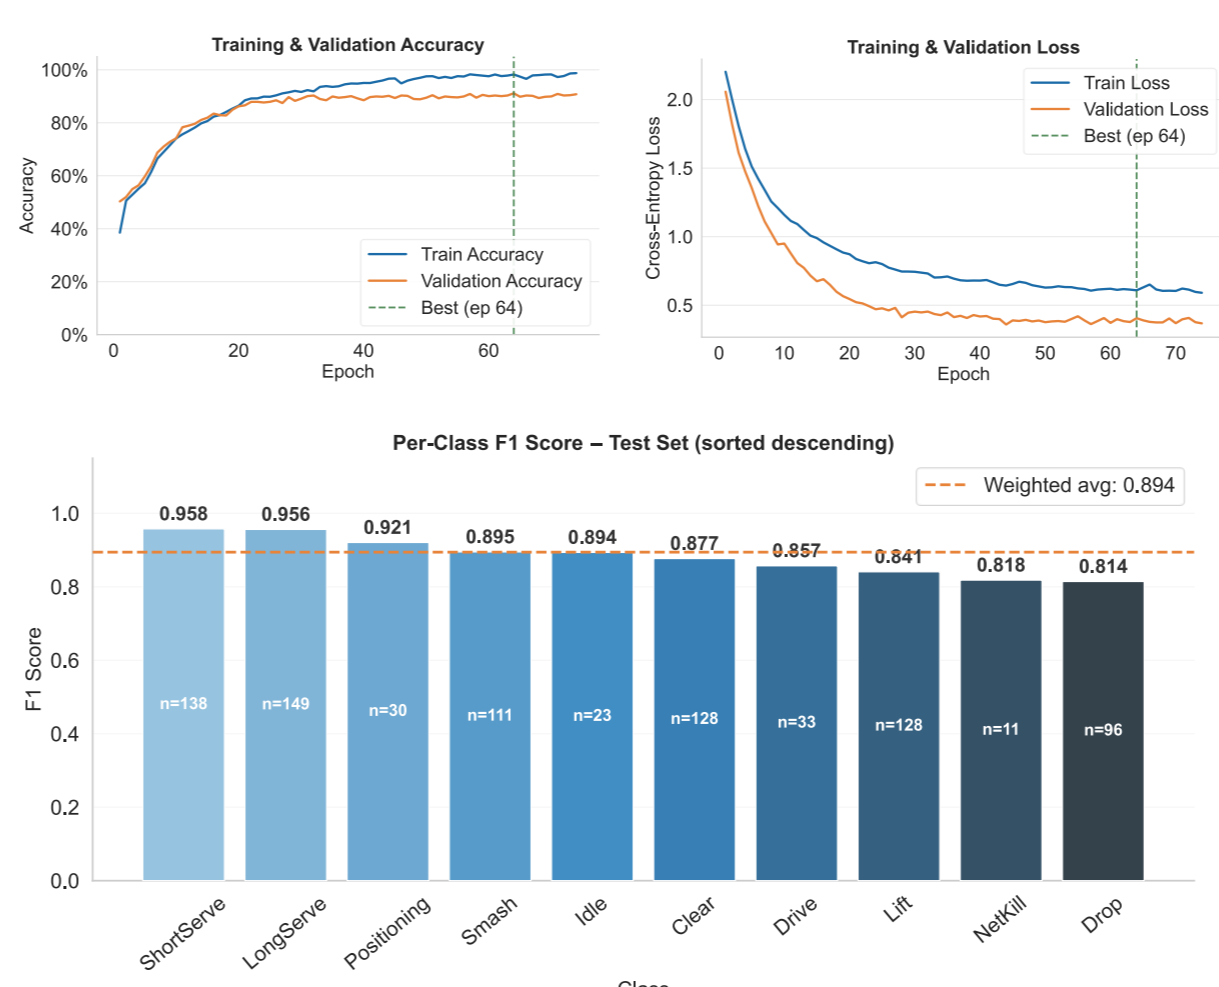 Training & Validation Accuracy
100%
80%
60%
40%
20%
0%
Accuracy
Train Accuracy
Validation Accuracy
Best (ep 64)
0 20 40 60
Epoch
Training & Validation Loss
2.0
1.5
1.0
0.5
Cross-Entropy Loss
Train Loss
Validation Loss
Best (ep 64)
0 10 20 30 40 50 60 70
Epoch
Per-Class F1 Score – Test Set (sorted descending)
Weighted avg: 0.894
1.0
0.8
0.6
0.4
0.2
0.0
F1 Score
0.958 0.956 0.921 0.895 0.894 0.877 0.857 0.841 0.818 0.814
n=138 n=149 n=30 n=111 n=23 n=128 n=33 n=128 n=11 n=96
ShortServe LongServe Positioning Smash Idle Clear Drive Lift NetKill Drop